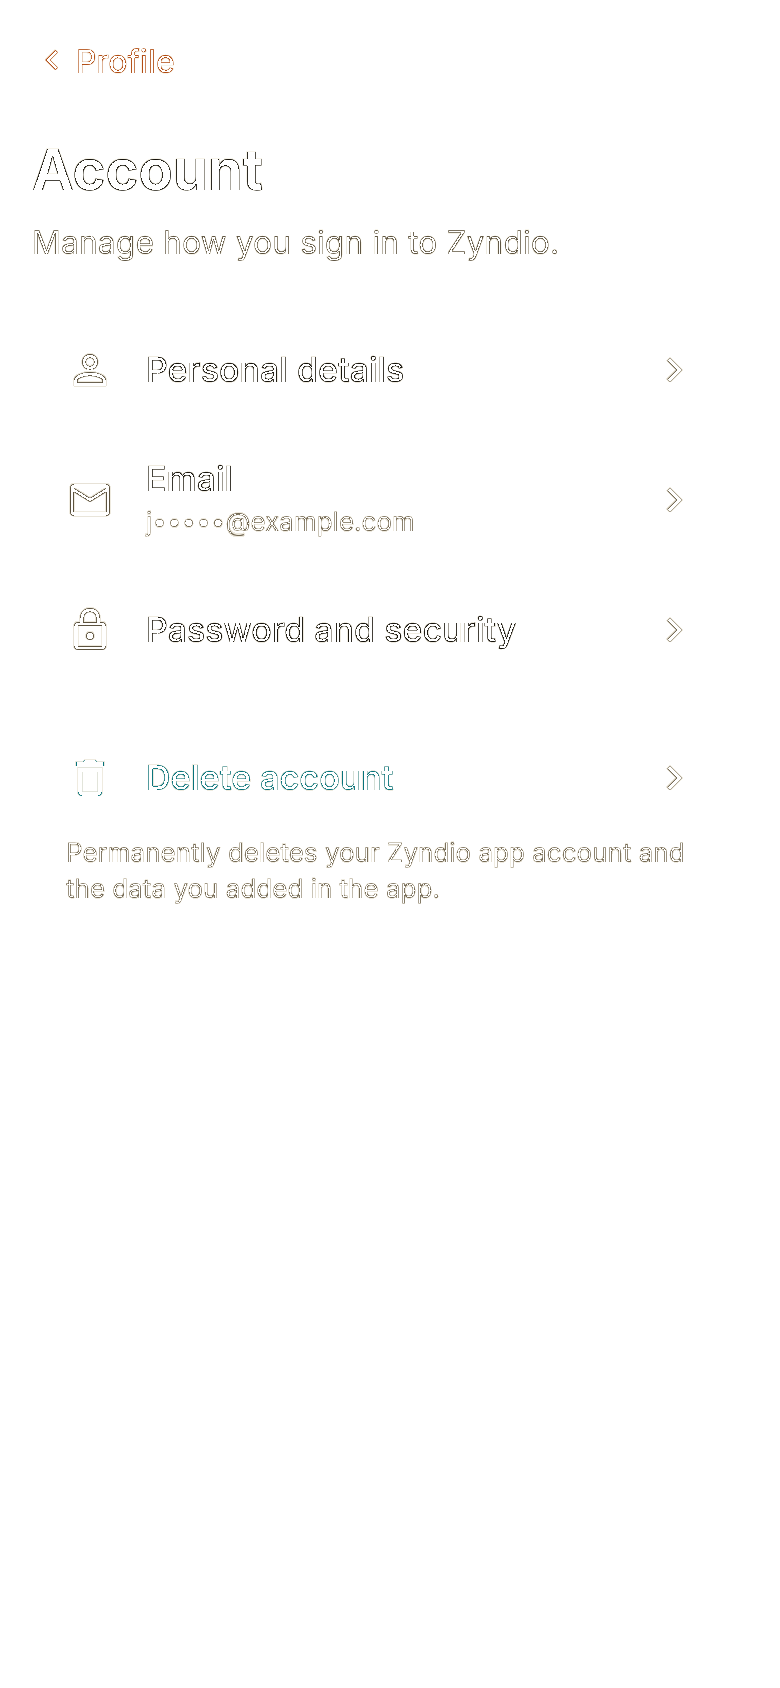 Profile
Account
Manage how you sign in to Zyndio.
Personal details
Email
j•••••@example.com
Password and security
Delete account
Permanently deletes your Zyndio app account and
the data you added in the app.